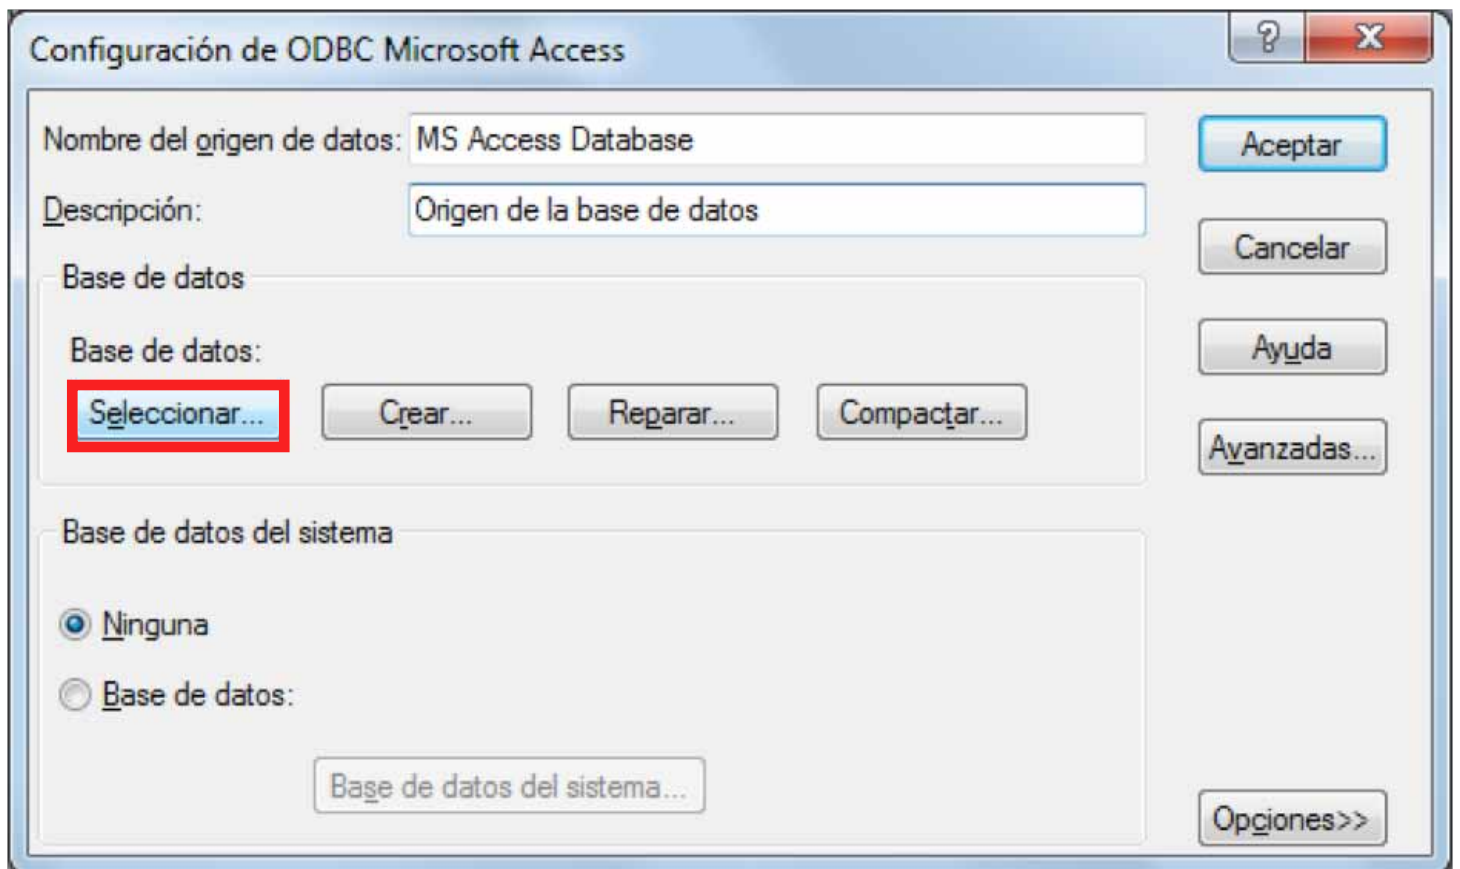 Configuración de ODBC Microsoft Access
Nombre del origen de datos: MS Access Database
Aceptar
Descripción: Origen de la base de datos
Cancelar
Base de datos
Base de datos:
Ayuda
Seleccionar... Crear... Reparar... Compactar...
Avanzadas...
Base de datos del sistema
Ninguna
Base de datos:
Base de datos del sistema...
Opciones>>